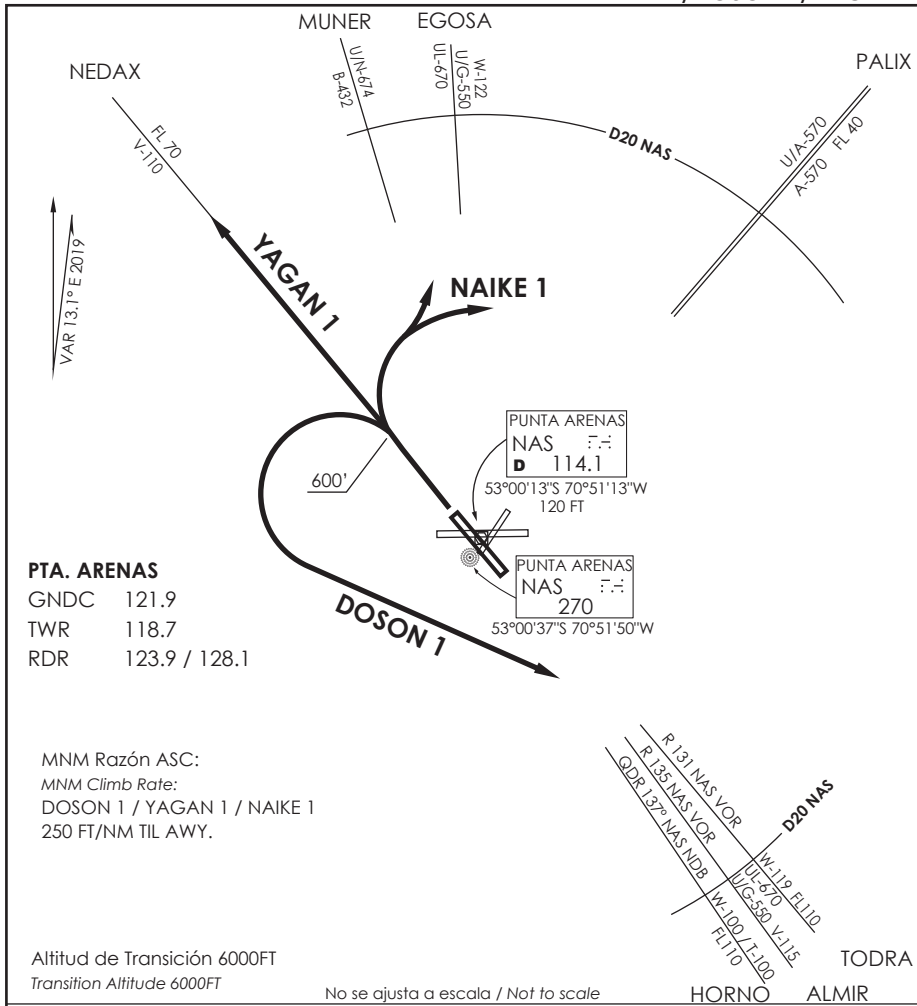 MUNER
EGOSA
NEDAX
PALIX
U/N-674
B-432
W-122
U/G-550
UL-670
D20 NAS
U/A-570
A-570 FL 40
FL 70
V-110
VAR 13.1° E 2019
YAGAN 1
NAIKE 1
PUNTA ARENAS
NAS
D 114.1
53°00'13"S 70°51'13"W
120 FT
600'
PUNTA ARENAS
NAS
270
53°00'37"S 70°51'50"W
PTA. ARENAS
GNDC 121.9
TWR 118.7
RDR 123.9 / 128.1
DOSON 1
MNM Razón ASC:
MNM Climb Rate:
DOSON 1 / YAGAN 1 / NAIKE 1
250 FT/NM TIL AWY.
R 131 NAS VOR
R 135 NAS VOR
QDR 137° NAS NDB
D20 NAS
W-119 FL110
UL-670
U/G-550 V-115
W-100 / T-100
FL110
TODRA
HORNO
ALMIR
Altitud de Transición 6000FT
Transition Altitude 6000FT
No se ajusta a escala / Not to scale